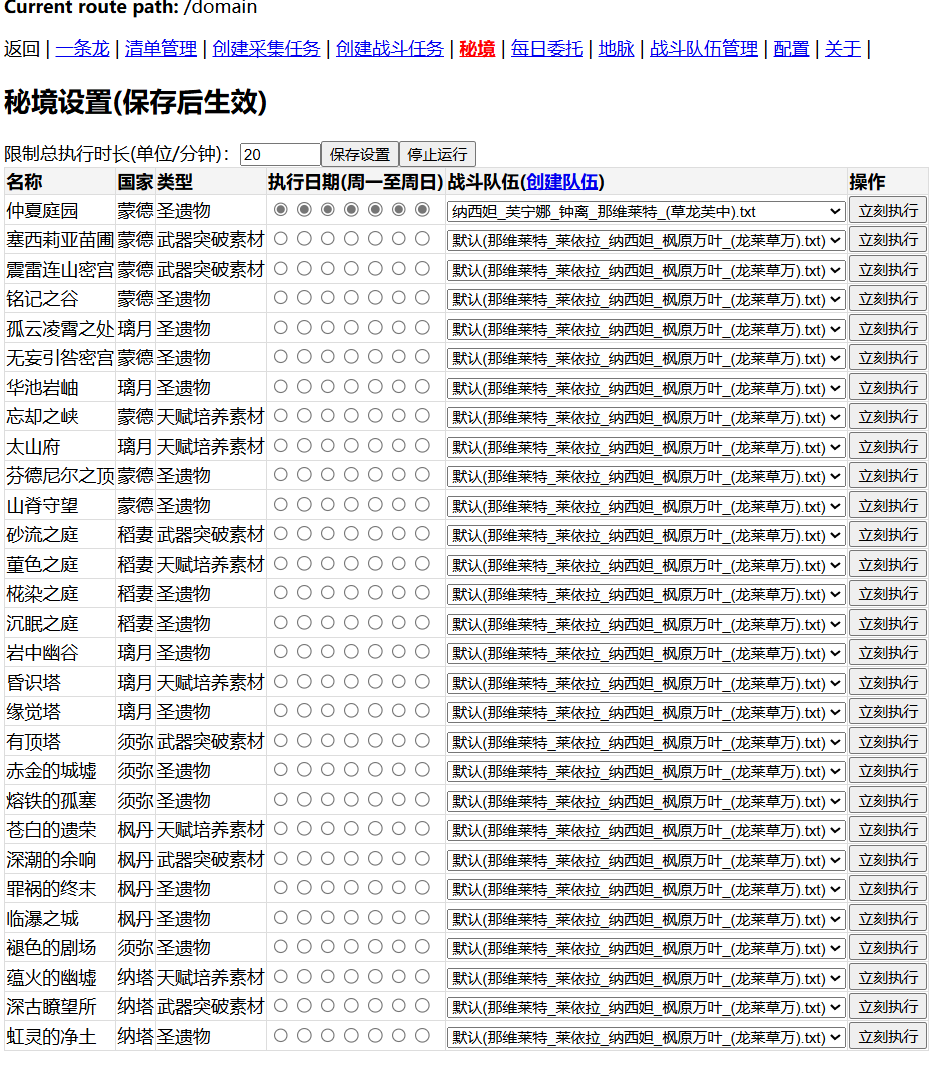 Current route path: /domain
返回 | 一条龙 | 清单管理 | 创建采集任务 | 创建战斗任务 | 秘境 | 每日委托 | 地脉 | 战斗队伍管理 | 配置 | 关于 |
秘境设置(保存后生效)
限制总执行时长(单位/分钟)： 20 保存设置 停止运行
名称 国家 类型 执行日期(周一至周日) 战斗队伍(创建队伍) 操作
仲夏庭园 蒙德 圣遗物 纳西妲_芙宁娜_钟离_那维莱特_(草龙芙中).txt 立刻执行
塞西莉亚苗圃 蒙德 武器突破素材 默认(那维莱特_莱依拉_纳西妲_枫原万叶_(龙莱草万).txt) 立刻执行
震雷连山密宫 蒙德 武器突破素材 默认(那维莱特_莱依拉_纳西妲_枫原万叶_(龙莱草万).txt) 立刻执行
铭记之谷 蒙德 圣遗物 默认(那维莱特_莱依拉_纳西妲_枫原万叶_(龙莱草万).txt) 立刻执行
孤云凌霄之处 璃月 圣遗物 默认(那维莱特_莱依拉_纳西妲_枫原万叶_(龙莱草万).txt) 立刻执行
无妄引咎密宫 蒙德 圣遗物 默认(那维莱特_莱依拉_纳西妲_枫原万叶_(龙莱草万).txt) 立刻执行
华池岩岫 璃月 圣遗物 默认(那维莱特_莱依拉_纳西妲_枫原万叶_(龙莱草万).txt) 立刻执行
忘却之峡 蒙德 天赋培养素材 默认(那维莱特_莱依拉_纳西妲_枫原万叶_(龙莱草万).txt) 立刻执行
太山府 璃月 天赋培养素材 默认(那维莱特_莱依拉_纳西妲_枫原万叶_(龙莱草万).txt) 立刻执行
芬德尼尔之顶 蒙德 圣遗物 默认(那维莱特_莱依拉_纳西妲_枫原万叶_(龙莱草万).txt) 立刻执行
山脊守望 蒙德 圣遗物 默认(那维莱特_莱依拉_纳西妲_枫原万叶_(龙莱草万).txt) 立刻执行
砂流之庭 稻妻 武器突破素材 默认(那维莱特_莱依拉_纳西妲_枫原万叶_(龙莱草万).txt) 立刻执行
董色之庭 稻妻 天赋培养素材 默认(那维莱特_莱依拉_纳西妲_枫原万叶_(龙莱草万).txt) 立刻执行
椛染之庭 稻妻 圣遗物 默认(那维莱特_莱依拉_纳西妲_枫原万叶_(龙莱草万).txt) 立刻执行
沉眠之庭 稻妻 圣遗物 默认(那维莱特_莱依拉_纳西妲_枫原万叶_(龙莱草万).txt) 立刻执行
岩中幽谷 璃月 圣遗物 默认(那维莱特_莱依拉_纳西妲_枫原万叶_(龙莱草万).txt) 立刻执行
昏识塔 璃月 天赋培养素材 默认(那维莱特_莱依拉_纳西妲_枫原万叶_(龙莱草万).txt) 立刻执行
缘觉塔 璃月 圣遗物 默认(那维莱特_莱依拉_纳西妲_枫原万叶_(龙莱草万).txt) 立刻执行
有顶塔 须弥 武器突破素材 默认(那维莱特_莱依拉_纳西妲_枫原万叶_(龙莱草万).txt) 立刻执行
赤金的城墟 须弥 圣遗物 默认(那维莱特_莱依拉_纳西妲_枫原万叶_(龙莱草万).txt) 立刻执行
熔铁的孤塞 须弥 圣遗物 默认(那维莱特_莱依拉_纳西妲_枫原万叶_(龙莱草万).txt) 立刻执行
苍白的遗荣 枫丹 天赋培养素材 默认(那维莱特_莱依拉_纳西妲_枫原万叶_(龙莱草万).txt) 立刻执行
深潮的余响 枫丹 武器突破素材 默认(那维莱特_莱依拉_纳西妲_枫原万叶_(龙莱草万).txt) 立刻执行
罪祸的终末 枫丹 圣遗物 默认(那维莱特_莱依拉_纳西妲_枫原万叶_(龙莱草万).txt) 立刻执行
临瀑之城 枫丹 圣遗物 默认(那维莱特_莱依拉_纳西妲_枫原万叶_(龙莱草万).txt) 立刻执行
褪色的剧场 须弥 圣遗物 默认(那维莱特_莱依拉_纳西妲_枫原万叶_(龙莱草万).txt) 立刻执行
蕴火的幽墟 纳塔 天赋培养素材 默认(那维莱特_莱依拉_纳西妲_枫原万叶_(龙莱草万).txt) 立刻执行
深古瞭望所 纳塔 武器突破素材 默认(那维莱特_莱依拉_纳西妲_枫原万叶_(龙莱草万).txt) 立刻执行
虹灵的净土 纳塔 圣遗物 默认(那维莱特_莱依拉_纳西妲_枫原万叶_(龙莱草万).txt) 立刻执行